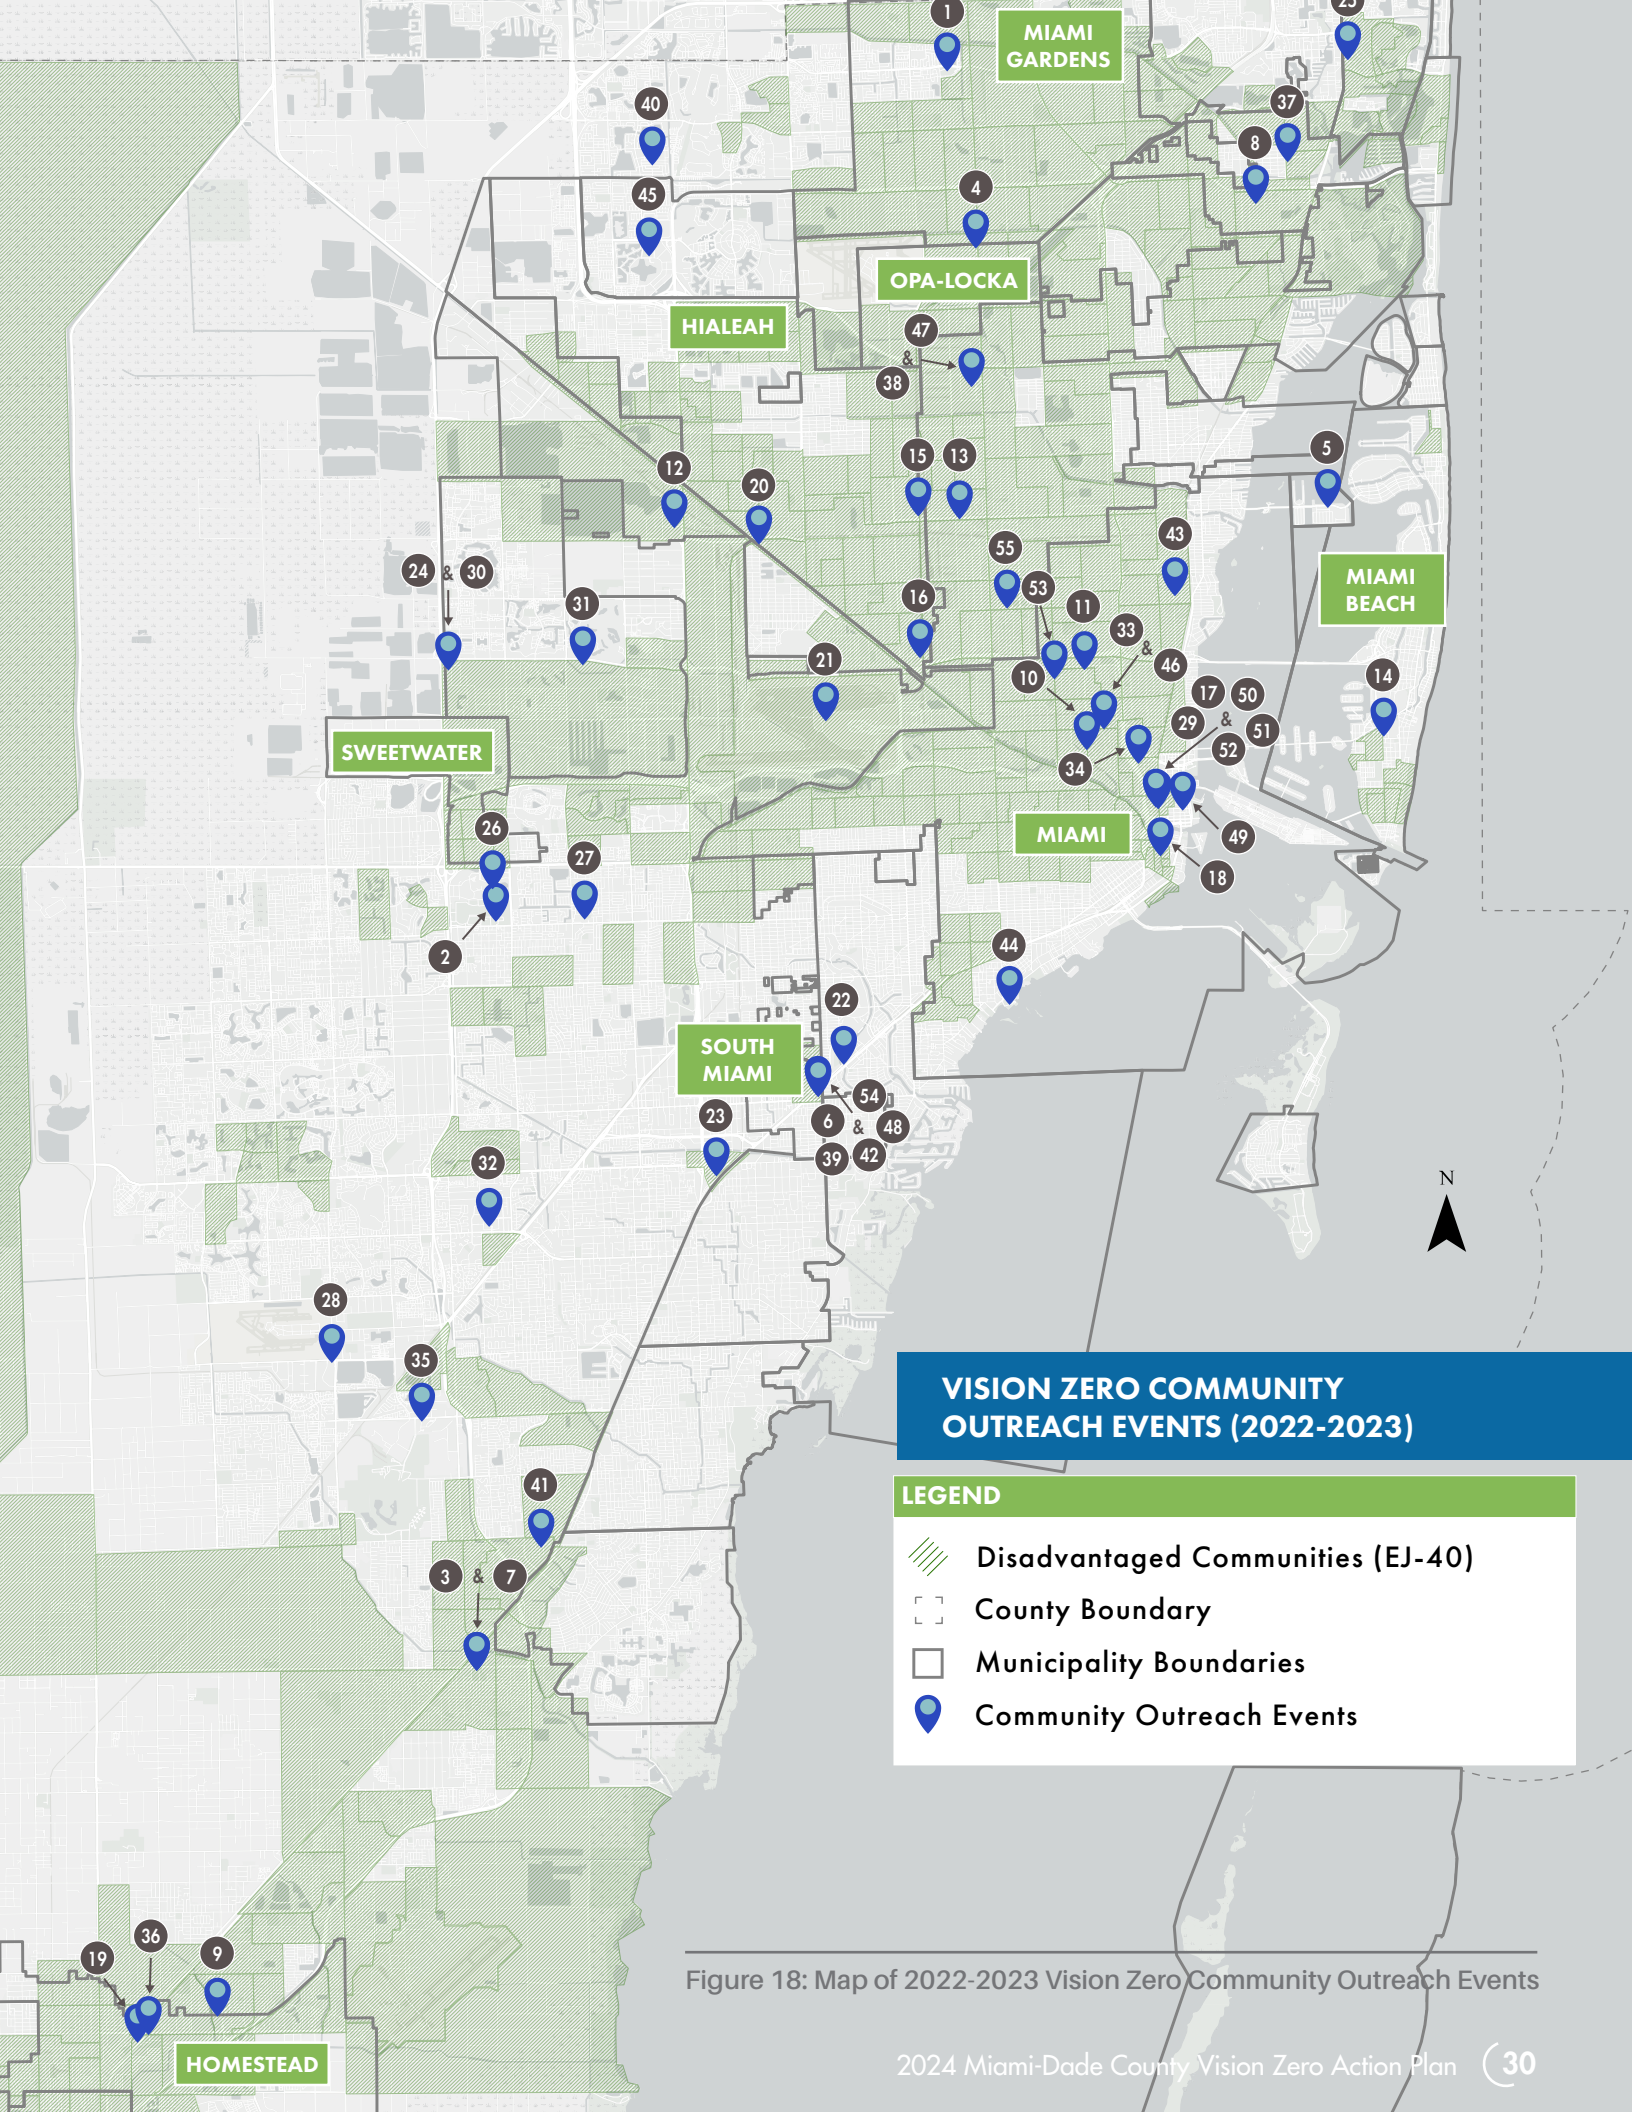 1
MIAMI
GARDENS
25
40
37
8
45
4
OPA-LOCKA
HIALEAH
47
&
38
15
13
5
12
20
24 & 30
55
43
53
31
16
11
MIAMI
BEACH
33
&
46
21
10
14
17
50
29
&
51
52
SWEETWATER
34
26
MIAMI
49
27
18
2
44
22
SOUTH
MIAMI
23
54
6
&
48
39
42
32
N
28
35
VISION ZERO COMMUNITY
OUTREACH EVENTS (2022-2023)
41
LEGEND
Disadvantaged Communities (EJ-40)
3 & 7
County Boundary
Municipality Boundaries
Community Outreach Events
36
19
9
Figure 18: Map of 2022-2023 Vision Zero Community Outreach Events
HOMESTEAD
2024 Miami-Dade County Vision Zero Action Plan
30